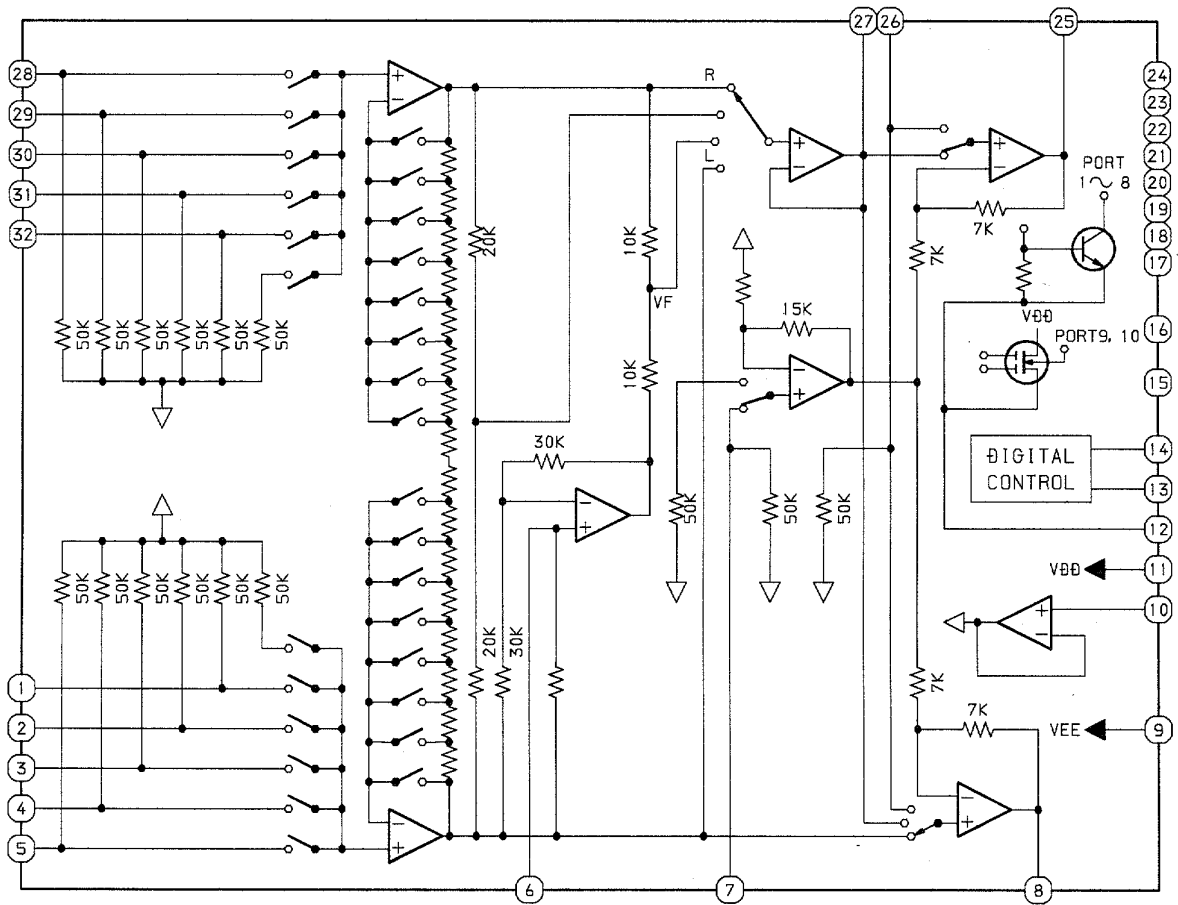 27 26 25
28
29
30
31
32
50K 50K 50K 50K 50K 50K
20K
10K
VF
10K
R
L
7K
7K
PORT
1~8
VDD
PORT9, 10
24
23
22
21
20
19
18
17
16
15
14
13
12
11
10
9
15K
30K
50K
50K
50K
DIGITAL
CONTROL
VDD
50K 50K 50K 50K 50K 50K
20K
30K
7K
7K
VEE
1
2
3
4
5
6 7 8